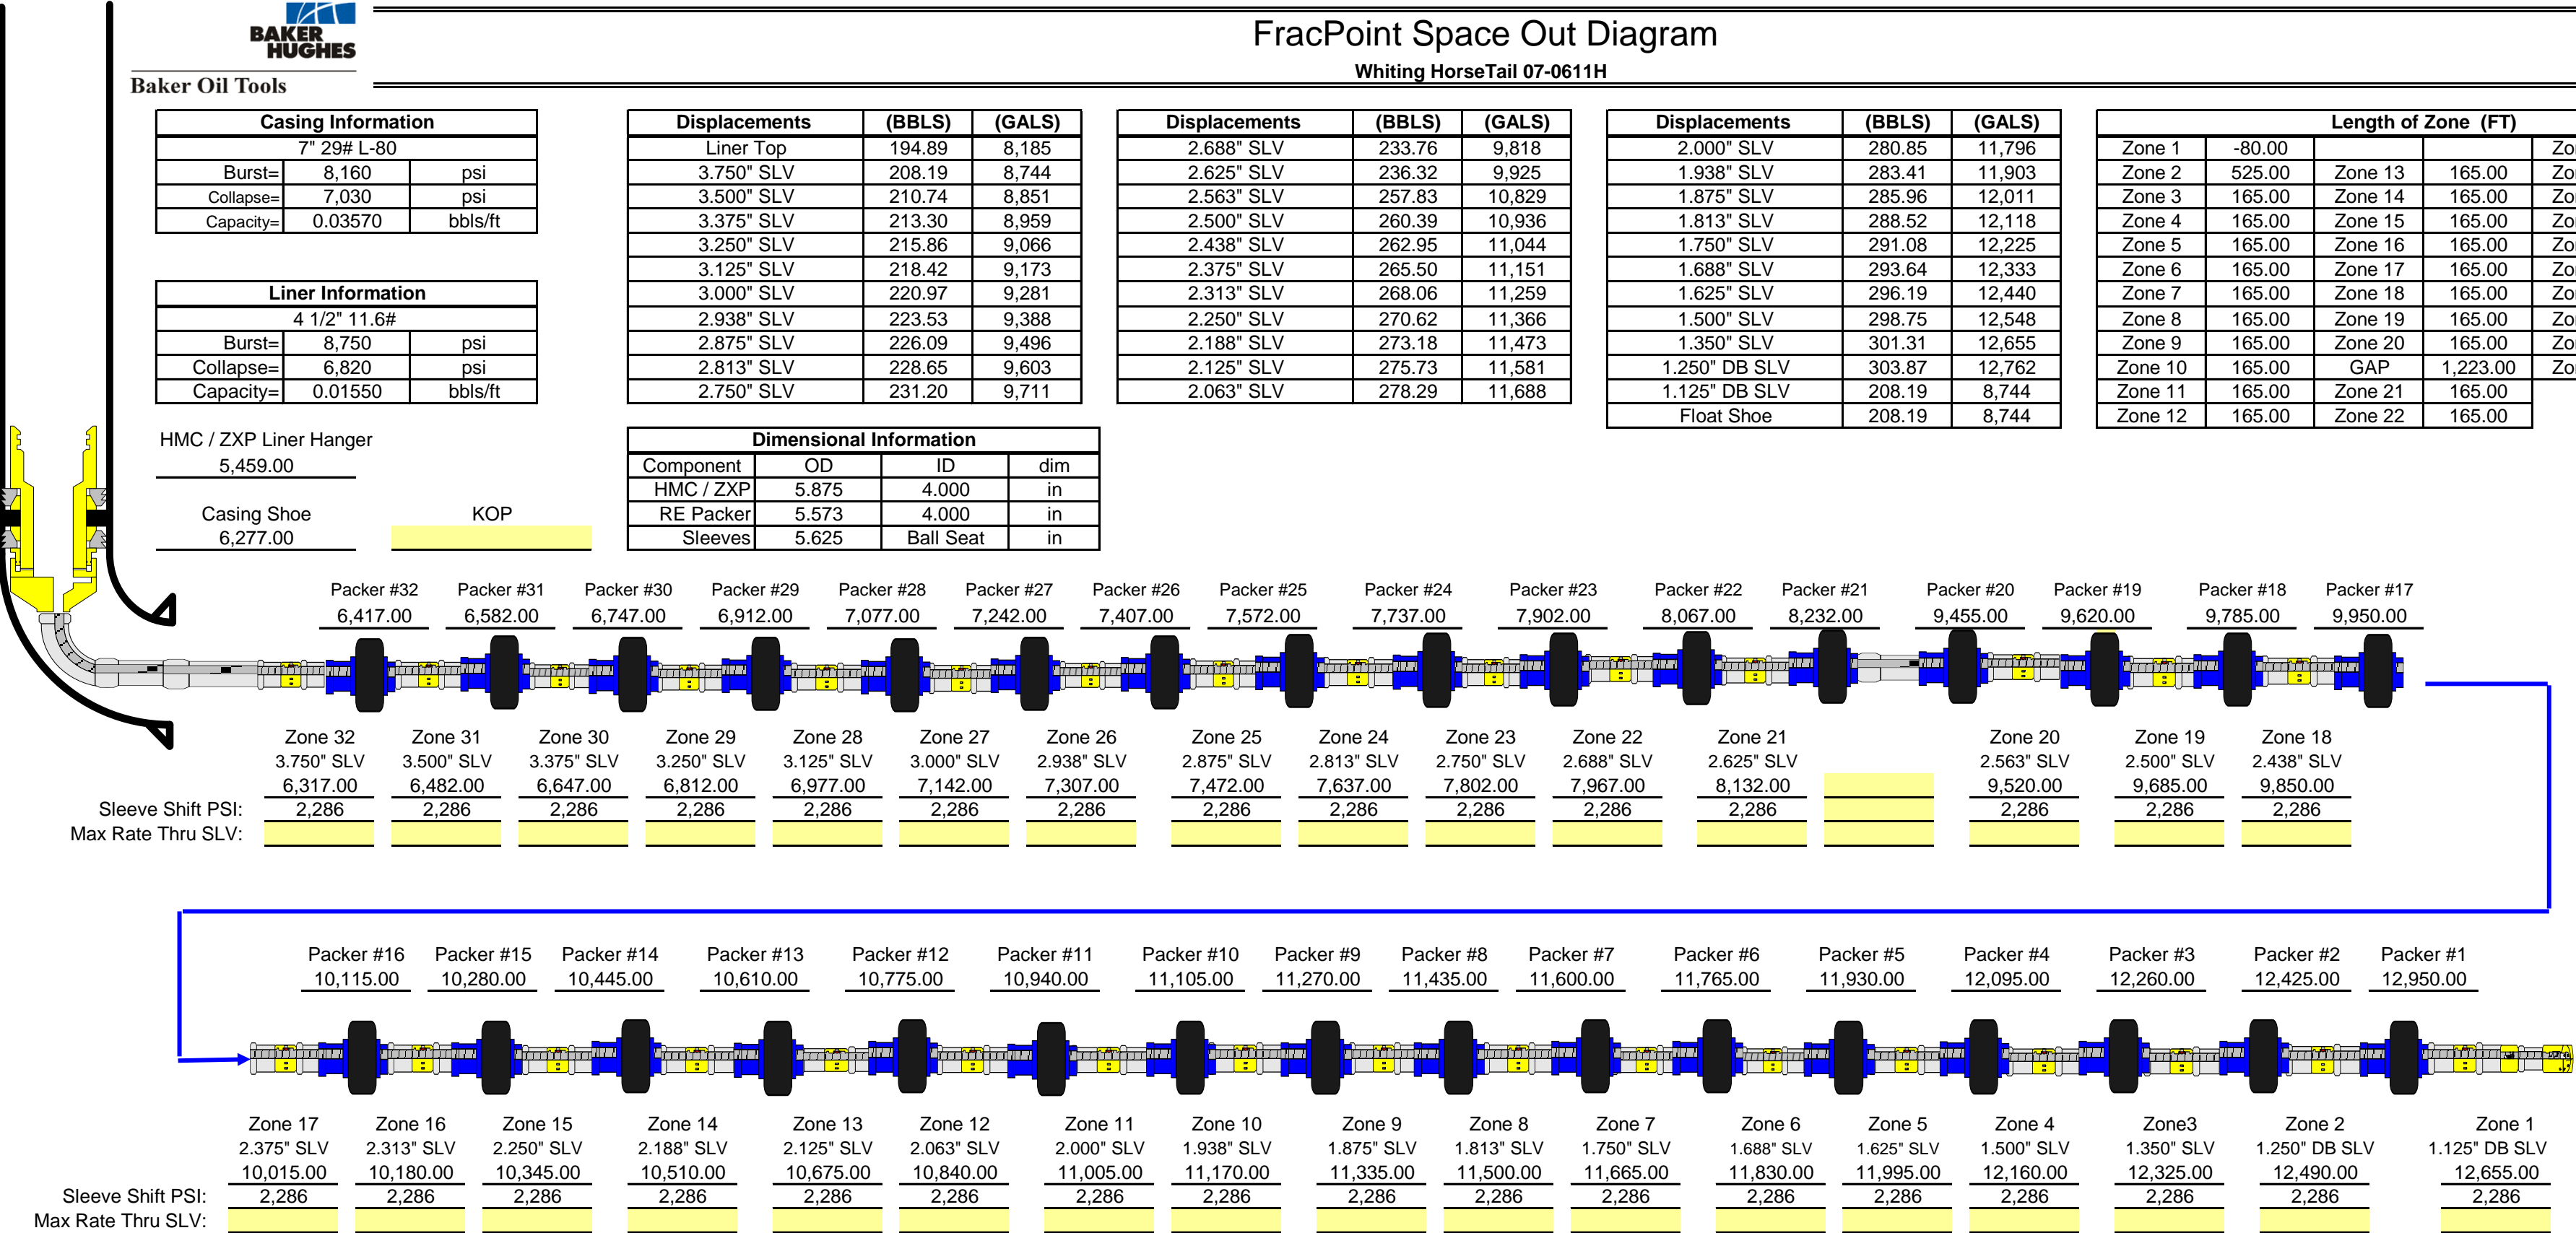 BAKER
HUGHES
Baker Oil Tools
FracPoint Space Out Diagram
Whiting HorseTail 07-0611H
Casing Information
7" 29# L-80
Burst= 8,160 psi
Collapse= 7,030 psi
Capacity= 0.03570 bbls/ft
Liner Information
4 1/2" 11.6#
Burst= 8,750 psi
Collapse= 6,820 psi
Capacity= 0.01550 bbls/ft
Displacements (BBLS) (GALS)
Liner Top 194.89 8,185
3.750" SLV 208.19 8,744
3.500" SLV 210.74 8,851
3.375" SLV 213.30 8,959
3.250" SLV 215.86 9,066
3.125" SLV 218.42 9,173
3.000" SLV 220.97 9,281
2.938" SLV 223.53 9,388
2.875" SLV 226.09 9,496
2.813" SLV 228.65 9,603
2.750" SLV 231.20 9,711
Displacements (BBLS) (GALS)
2.688" SLV 233.76 9,818
2.625" SLV 236.32 9,925
2.563" SLV 257.83 10,829
2.500" SLV 260.39 10,936
2.438" SLV 262.95 11,044
2.375" SLV 265.50 11,151
2.313" SLV 268.06 11,259
2.250" SLV 270.62 11,366
2.188" SLV 273.18 11,473
2.125" SLV 275.73 11,581
2.063" SLV 278.29 11,688
Displacements (BBLS) (GALS)
2.000" SLV 280.85 11,796
1.938" SLV 283.41 11,903
1.875" SLV 285.96 12,011
1.813" SLV 288.52 12,118
1.750" SLV 291.08 12,225
1.688" SLV 293.64 12,333
1.625" SLV 296.19 12,440
1.500" SLV 298.75 12,548
1.350" SLV 301.31 12,655
1.250" DB SLV 303.87 12,762
1.125" DB SLV 208.19 8,744
Float Shoe 208.19 8,744
Length of Zone (FT)
Zone 1 -80.00 Zo
Zone 2 525.00 Zone 13 165.00 Zo
Zone 3 165.00 Zone 14 165.00 Zo
Zone 4 165.00 Zone 15 165.00 Zo
Zone 5 165.00 Zone 16 165.00 Zo
Zone 6 165.00 Zone 17 165.00 Zo
Zone 7 165.00 Zone 18 165.00 Zo
Zone 8 165.00 Zone 19 165.00 Zo
Zone 9 165.00 Zone 20 165.00 Zo
Zone 10 165.00 GAP 1,223.00 Zo
Zone 11 165.00 Zone 21 165.00
Zone 12 165.00 Zone 22 165.00
HMC / ZXP Liner Hanger
5,459.00
Casing Shoe KOP
6,277.00
Dimensional Information
Component OD ID dim
HMC / ZXP 5.875 4.000 in
RE Packer 5.573 4.000 in
Sleeves 5.625 Ball Seat in
Packer #32 Packer #31 Packer #30 Packer #29 Packer #28 Packer #27 Packer #26 Packer #25 Packer #24 Packer #23 Packer #22 Packer #21 Packer #20 Packer #19 Packer #18 Packer #17
6,417.00 6,582.00 6,747.00 6,912.00 7,077.00 7,242.00 7,407.00 7,572.00 7,737.00 7,902.00 8,067.00 8,232.00 9,455.00 9,620.00 9,785.00 9,950.00
Zone 32 Zone 31 Zone 30 Zone 29 Zone 28 Zone 27 Zone 26 Zone 25 Zone 24 Zone 23 Zone 22 Zone 21 Zone 20 Zone 19 Zone 18
3.750" SLV 3.500" SLV 3.375" SLV 3.250" SLV 3.125" SLV 3.000" SLV 2.938" SLV 2.875" SLV 2.813" SLV 2.750" SLV 2.688" SLV 2.625" SLV 2.563" SLV 2.500" SLV 2.438" SLV
6,317.00 6,482.00 6,647.00 6,812.00 6,977.00 7,142.00 7,307.00 7,472.00 7,637.00 7,802.00 7,967.00 8,132.00 9,520.00 9,685.00 9,850.00
Sleeve Shift PSI: 2,286 2,286 2,286 2,286 2,286 2,286 2,286 2,286 2,286 2,286 2,286 2,286 2,286 2,286 2,286
Max Rate Thru SLV:
Packer #16 Packer #15 Packer #14 Packer #13 Packer #12 Packer #11 Packer #10 Packer #9 Packer #8 Packer #7 Packer #6 Packer #5 Packer #4 Packer #3 Packer #2 Packer #1
10,115.00 10,280.00 10,445.00 10,610.00 10,775.00 10,940.00 11,105.00 11,270.00 11,435.00 11,600.00 11,765.00 11,930.00 12,095.00 12,260.00 12,425.00 12,950.00
Zone 17 Zone 16 Zone 15 Zone 14 Zone 13 Zone 12 Zone 11 Zone 10 Zone 9 Zone 8 Zone 7 Zone 6 Zone 5 Zone 4 Zone3 Zone 2 Zone 1
2.375" SLV 2.313" SLV 2.250" SLV 2.188" SLV 2.125" SLV 2.063" SLV 2.000" SLV 1.938" SLV 1.875" SLV 1.813" SLV 1.750" SLV 1.688" SLV 1.625" SLV 1.500" SLV 1.350" SLV 1.250" DB SLV 1.125" DB SLV
10,015.00 10,180.00 10,345.00 10,510.00 10,675.00 10,840.00 11,005.00 11,170.00 11,335.00 11,500.00 11,665.00 11,830.00 11,995.00 12,160.00 12,325.00 12,490.00 12,655.00
Sleeve Shift PSI: 2,286 2,286 2,286 2,286 2,286 2,286 2,286 2,286 2,286 2,286 2,286 2,286 2,286 2,286 2,286 2,286 2,286
Max Rate Thru SLV: